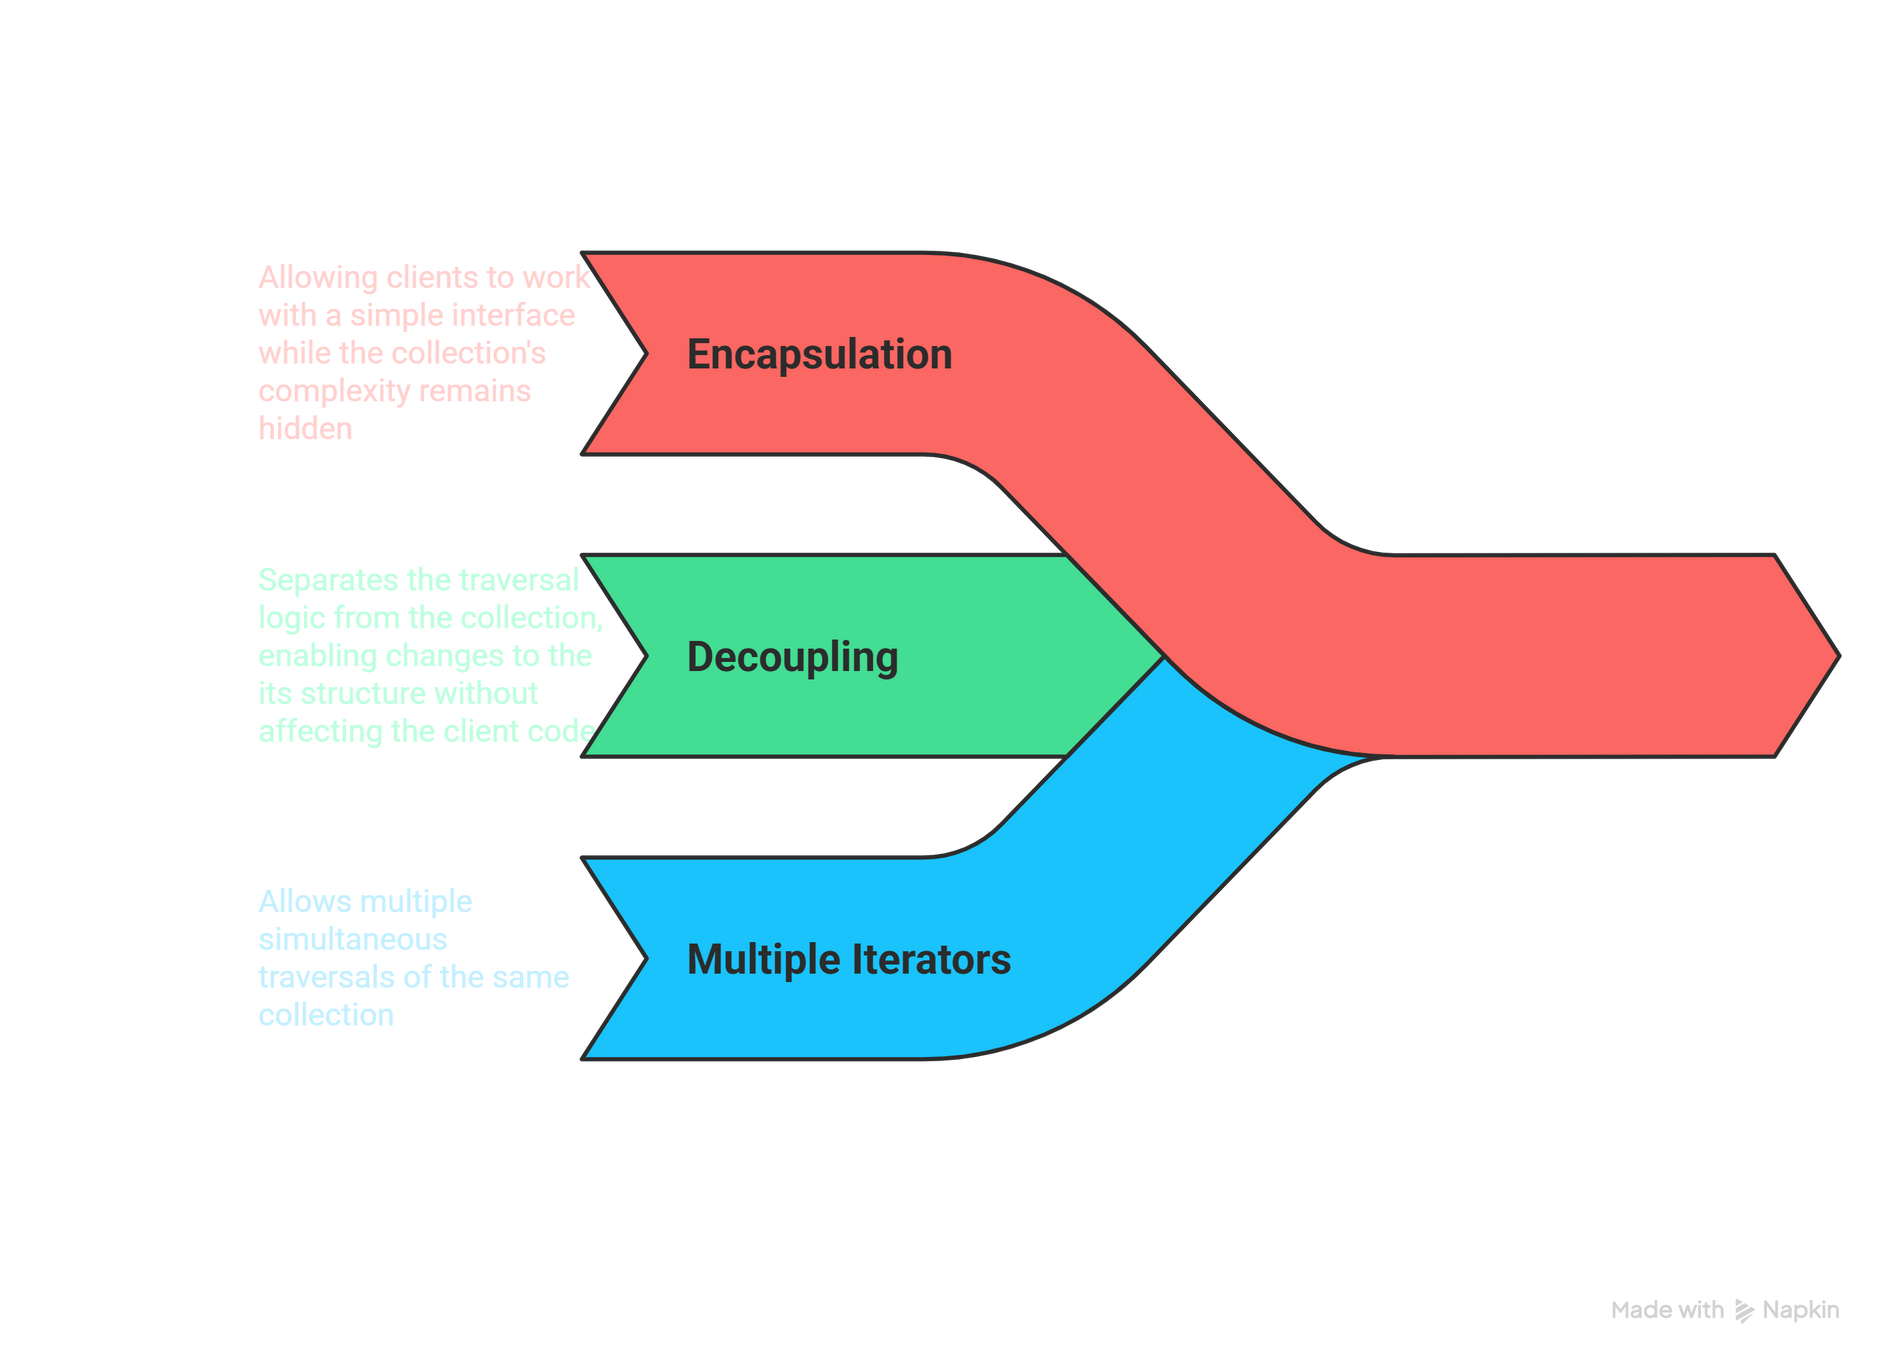 Allowing clients to work
with a simple interface
while the collection's
complexity remains
hidden
Encapsulation
Separates the traversal
logic from the collection,
enabling changes to the
its structure without
affecting the client code
Decoupling
Allows multiple
simultaneous
traversals of the same
collection
Multiple Iterators
Made with Napkin